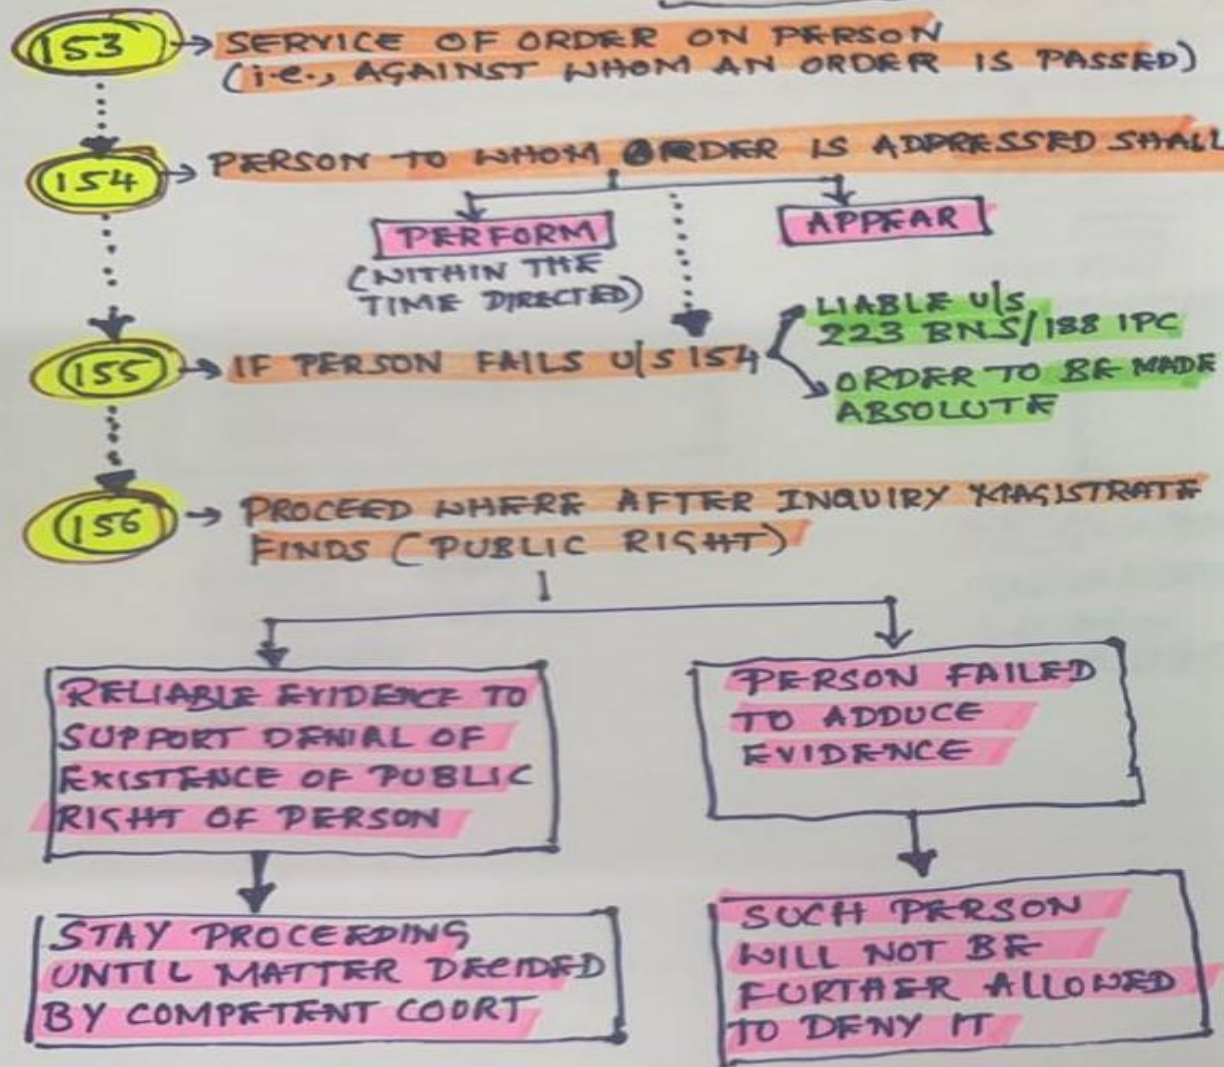 153 → SERVICE OF ORDER ON PERSON
(i.e., AGAINST WHOM AN ORDER IS PASSED)
154 → PERSON TO WHOM ORDER IS ADDRESSED SHALL
PERFORM
(WITHIN THE
TIME DIRECTED)
APPEAR
155 → IF PERSON FAILS U/S 154
LIABLE U/S
223 BNS/188 IPC
ORDER TO BE MADE
ABSOLUTE
156 → PROCEED WHERE AFTER INQUIRY MAGISTRATE
FINDS (PUBLIC RIGHT)
RELIABLE EVIDENCE TO
SUPPORT DENIAL OF
EXISTENCE OF PUBLIC
RIGHT OF PERSON
STAY PROCEEDING
UNTIL MATTER DECIDED
BY COMPETENT COURT
PERSON FAILED
TO ADDUCE
EVIDENCE
SUCH PERSON
WILL NOT BE
FURTHER ALLOWED
TO DENY IT